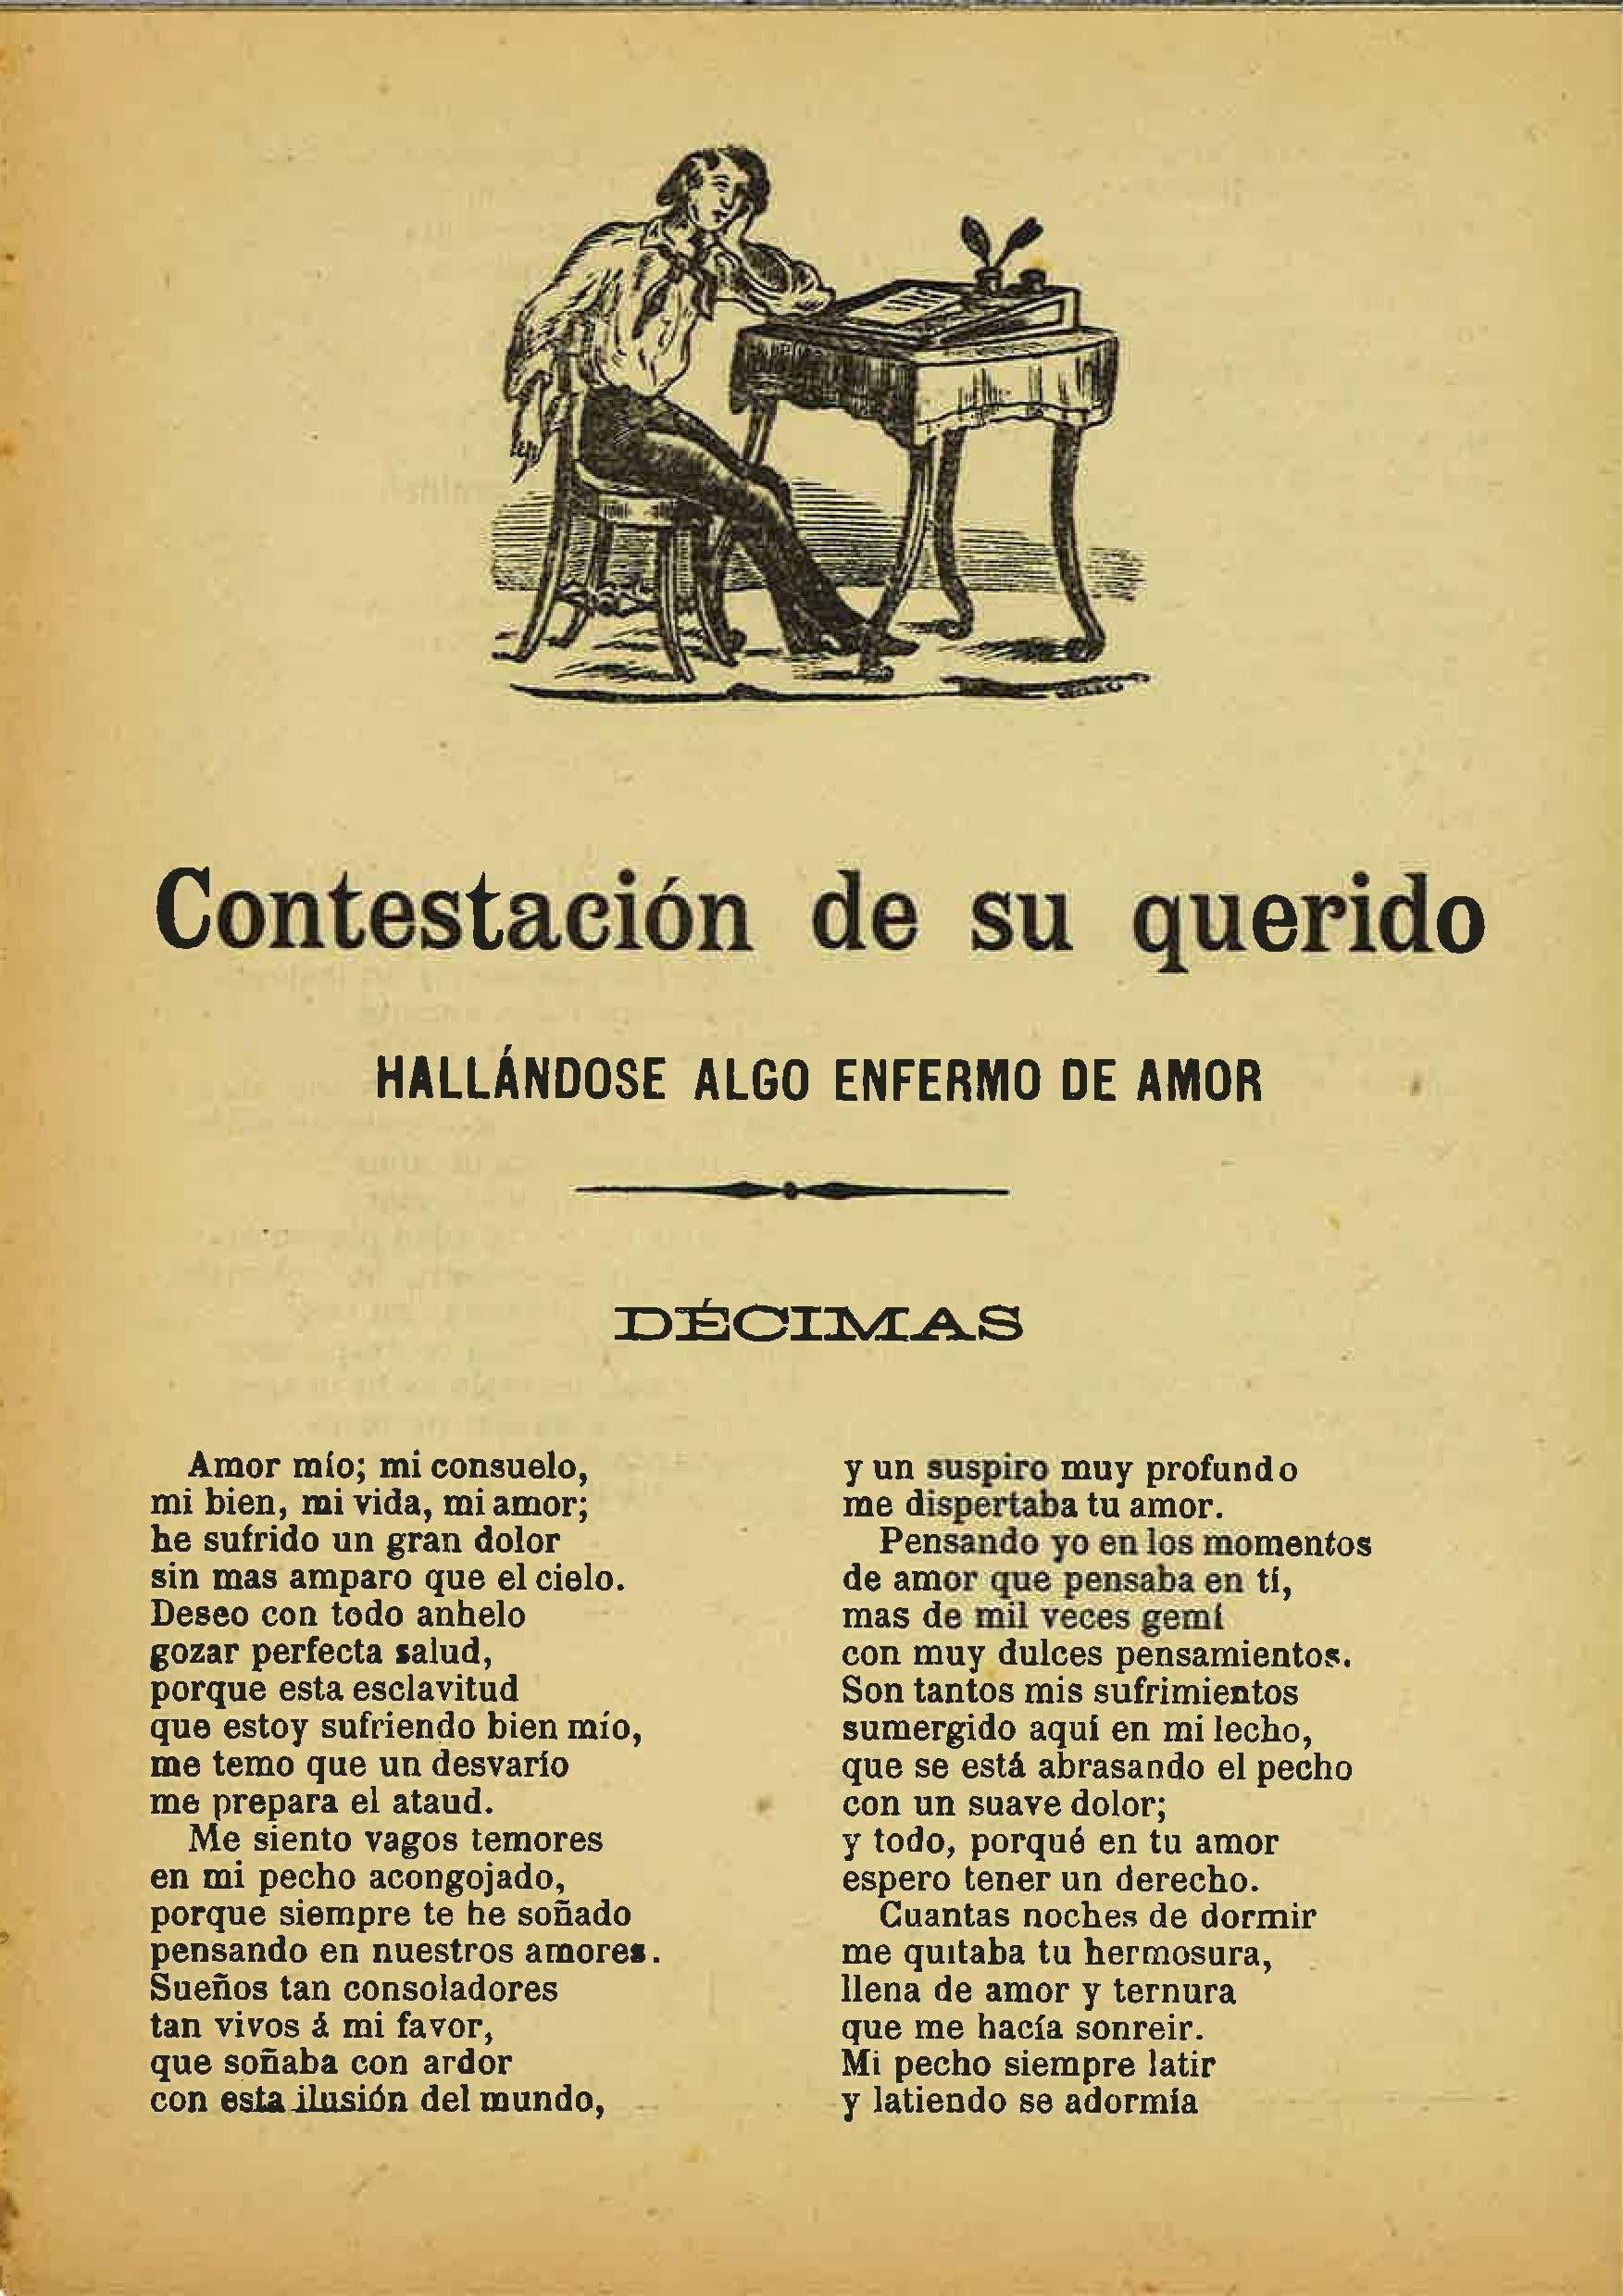 Contestación de su querido
HALLÁNDOSE ALGO ENFERMO DE AMOR
DÉCIMAS
Amor mío; mi consuelo,
mi bien, mi vida, mi amor;
he sufrido un gran dolor
sin mas amparo que el cielo.
Deseo con todo anhelo
gozar perfecta salud,
porque esta esclavitud
que estoy sufriendo bien mío,
me temo que un desvarío
me prepara el ataud.
Me siento vagos temores
en mi pecho acongojado,
porque siempre te he soñado
pensando en nuestros amores.
Sueños tan consoladores
tan vivos á mi favor,
que soñaba con ardor
con esta ilusión del mundo,
y un suspiro muy profundo
me dispertaba tu amor.
Pensando yo en los momentos
de amor que pensaba en tí,
mas de mil veces gemí
con muy dulces pensamientos.
Son tantos mis sufrimientos
sumergido aquí en mi lecho,
que se está abrasando el pecho
con un suave dolor;
y todo, porqué en tu amor
espero tener un derecho.
Cuantas noches de dormir
me quitaba tu hermosura,
llena de amor y ternura
que me hacía sonreir.
Mi pecho siempre latir
y latiendo se adormía